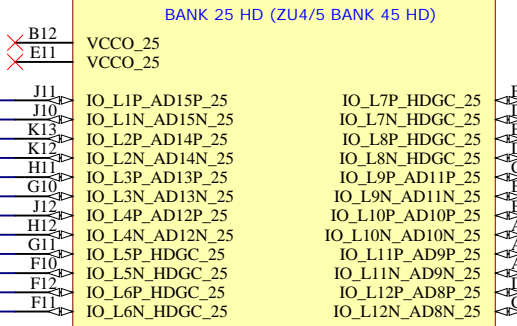 BANK 25 HD (ZU4/5 BANK 45 HD)
B12 VCCO_25
E11 VCCO_25
J11 IO_L1P_AD15P_25 IO_L7P_HDGC_25
J10 IO_L1N_AD15N_25 IO_L7N_HDGC_25
K13 IO_L2P_AD14P_25 IO_L8P_HDGC_25
K12 IO_L2N_AD14N_25 IO_L8N_HDGC_25
H11 IO_L3P_AD13P_25 IO_L9P_AD11P_25
G10 IO_L3N_AD13N_25 IO_L9N_AD11N_25
J12 IO_L4P_AD12P_25 IO_L10P_AD10P_25
H12 IO_L4N_AD12N_25 IO_L10N_AD10N_25
G11 IO_L5P_HDGC_25 IO_L11P_AD9P_25
F10 IO_L5N_HDGC_25 IO_L11N_AD9N_25
F12 IO_L6P_HDGC_25 IO_L12P_AD8P_25
F11 IO_L6N_HDGC_25 IO_L12N_AD8N_25